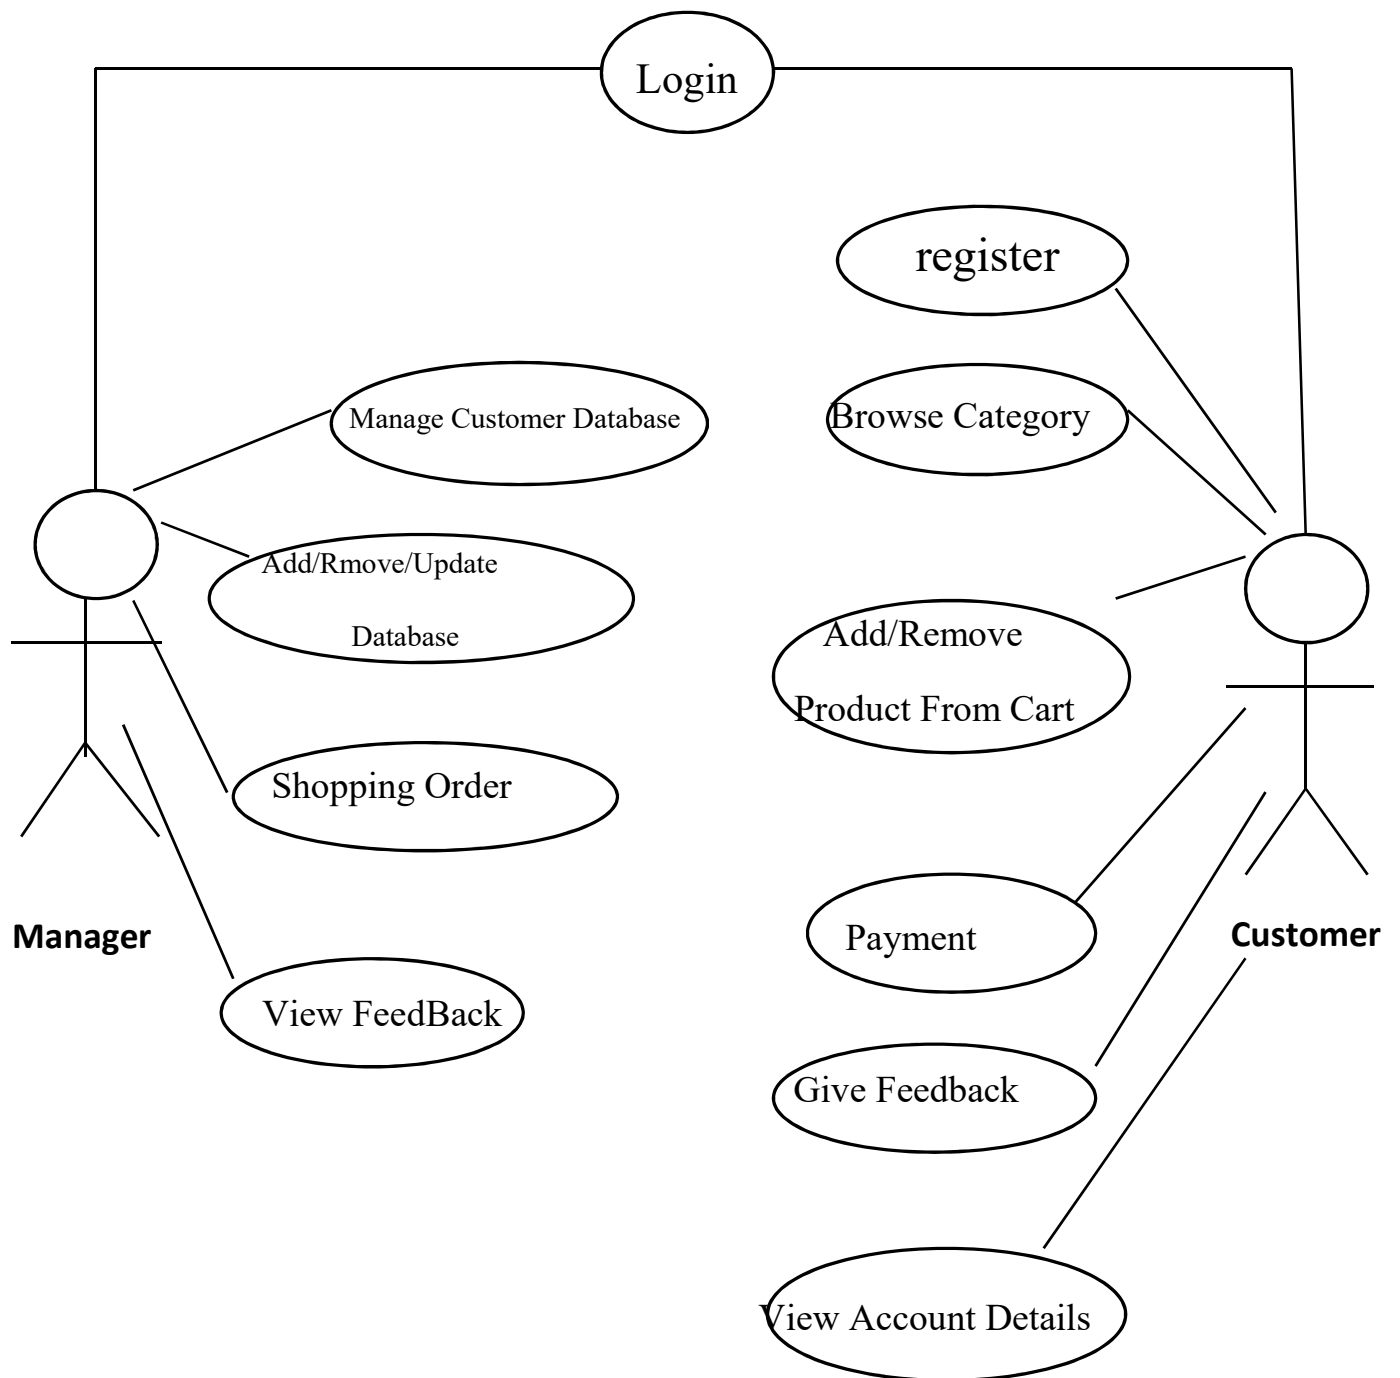 Login
register
Manage Customer Database
Browse Category
Add/Rmove/Update
Database
Add/Remove
Product From Cart
Shopping Order
Manager
Payment
Customer
View FeedBack
Give Feedback
View Account Details